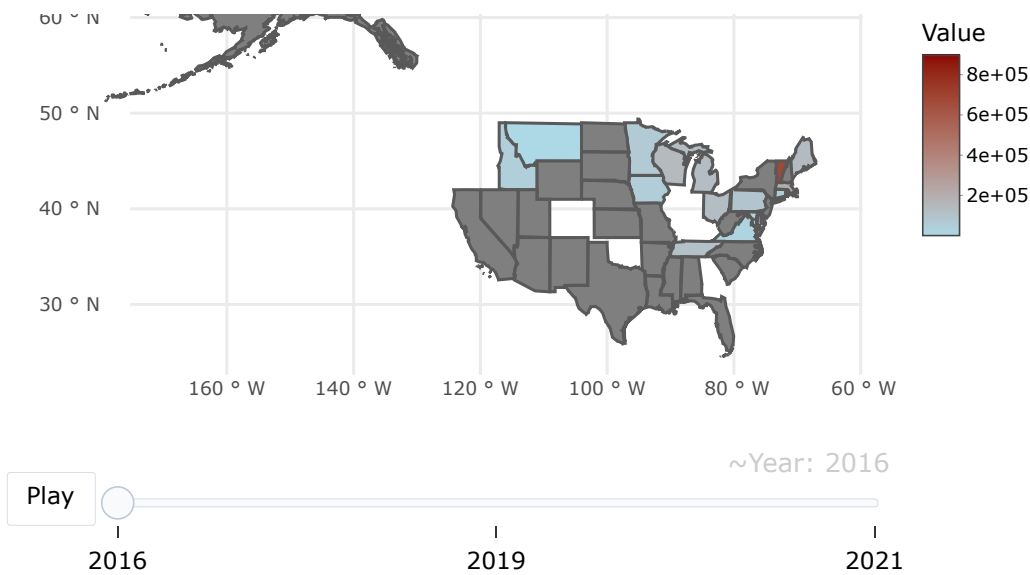 60 ° N
50 ° N
40 ° N
30 ° N
160 ° W 140 ° W 120 ° W 100 ° W 80 ° W 60 ° W
Value
8e+05
6e+05
4e+05
2e+05
~Year: 2016
Play
2016 2019 2021